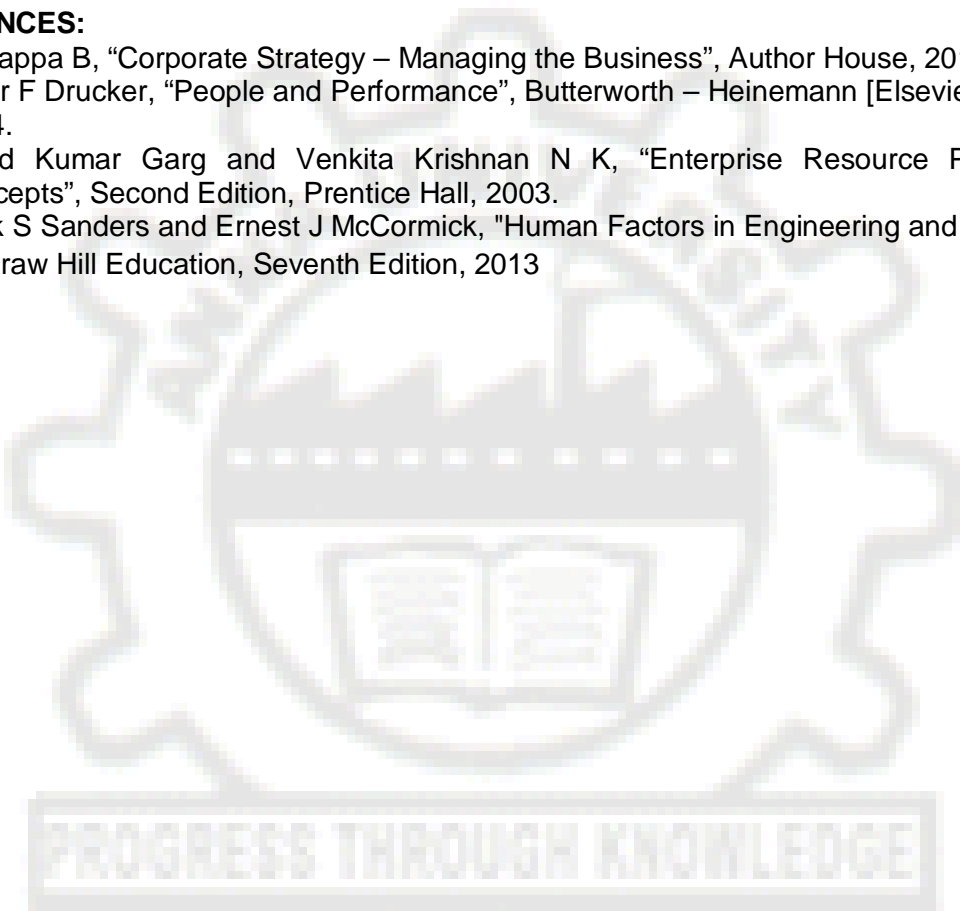 NCES:
appa B, “Corporate Strategy – Managing the Business”, Author House, 20
r F Drucker, “People and Performance”, Butterworth – Heinemann [Elsevie
4.
d Kumar Garg and Venkita Krishnan N K, “Enterprise Resource P
cepts”, Second Edition, Prentice Hall, 2003.
k S Sanders and Ernest J McCormick, "Human Factors in Engineering and
raw Hill Education, Seventh Edition, 2013
UNIVERSITY
PROGRESS THROUGH KNOWLEDGE